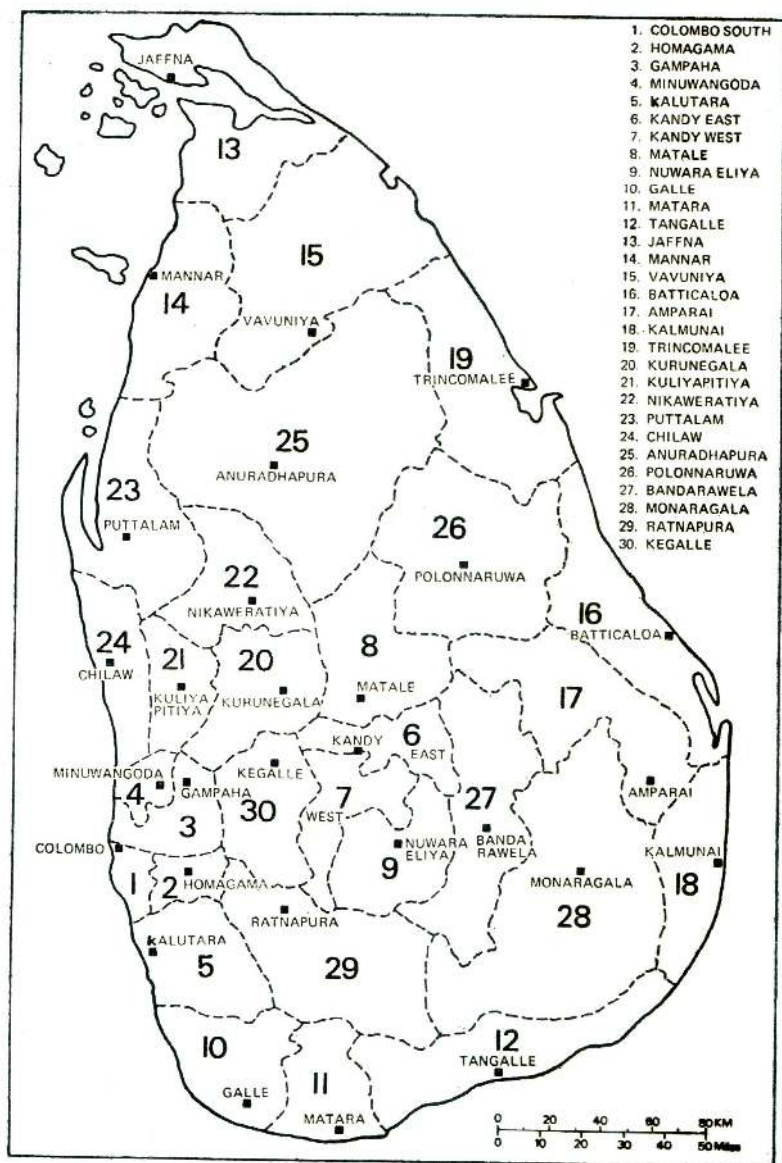 1. COLOMBO SOUTH
2. HOMAGAMA
3. GAMPAHA
4. MINUWANGODA
5. KALUTARA
6. KANDY EAST
7. KANDY WEST
8. MATALE
9. NUWARA ELIYA
10. GALLE
11. MATARA
12. TANGALLE
13. JAFFNA
14. MANNAR
15. VAVUNIYA
16. BATTICALOA
17. AMPARAI
18. KALMUNAI
19. TRINCOMALEE
20. KURUNEGALA
21. KULIYAPITIYA
22. NIKAWERATIYA
23. PUTTALAM
24. CHILAW
25. ANURADHAPURA
26. POLONNARUWA
27. BANDARAWELA
28. MONARAGALA
29. RATNAPURA
30. KEGALLE
JAFFNA
13
15
MANNAR
14
VAVUNIYA
19
TRINCOMALEE
25
ANURADHAPURA
23
PUTTALAM
26
POLONNARUWA
22
NIKAWERATIYA
16
BATTICALOA
24
CHILAW
21
KULIYA
PITIYA
20
KURUNEGALA
8
MATALE
17
KANDY
6
EAST
MINUWANGODA
4
GAMPAHA
KEGALLE
30
7
WEST
27
BANDA
RAWELA
AMPARAI
3
COLOMBO
NUWARA
ELIYA
9
KALMUNAI
18
1
2
HOMAGAMA
MONARAGALA
28
RATNAPURA
KALUTARA
5
29
10
GALLE
11
MATARA
12
TANGALLE
0 20 40 60 80 KM
0 10 20 30 40 50 Miles